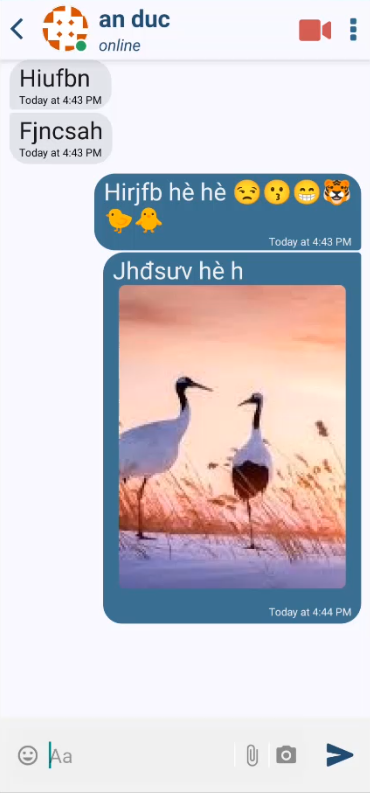 an duc
online
Hiufbn
Today at 4:43 PM
Fjncsah
Today at 4:43 PM
Hirjfb hè hè 😒😗😁🐯
🐤🐥
Today at 4:43 PM
Jhđsưv hè h
Today at 4:44 PM
Aa